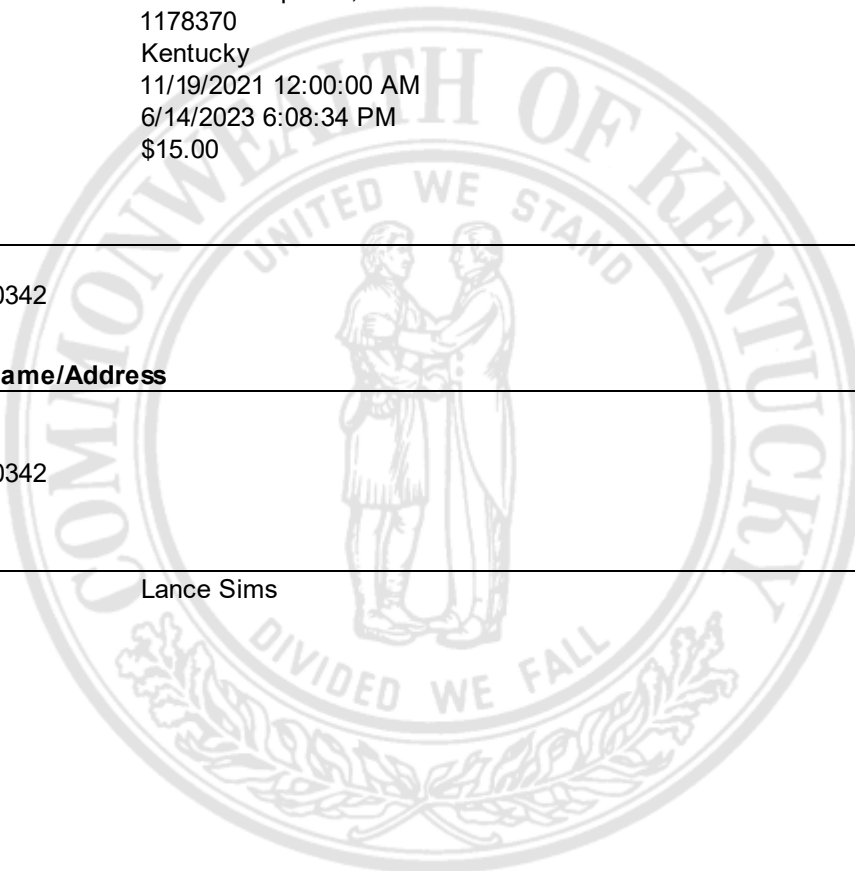 1178370
Kentucky
11/19/2021 12:00:00 AM
6/14/2023 6:08:34 PM
$15.00
COMMONWEALTH OF KENTUCKY
UNITED WE STAND
0342
ame/Address
0342
Lance Sims
DIVIDED WE FALL